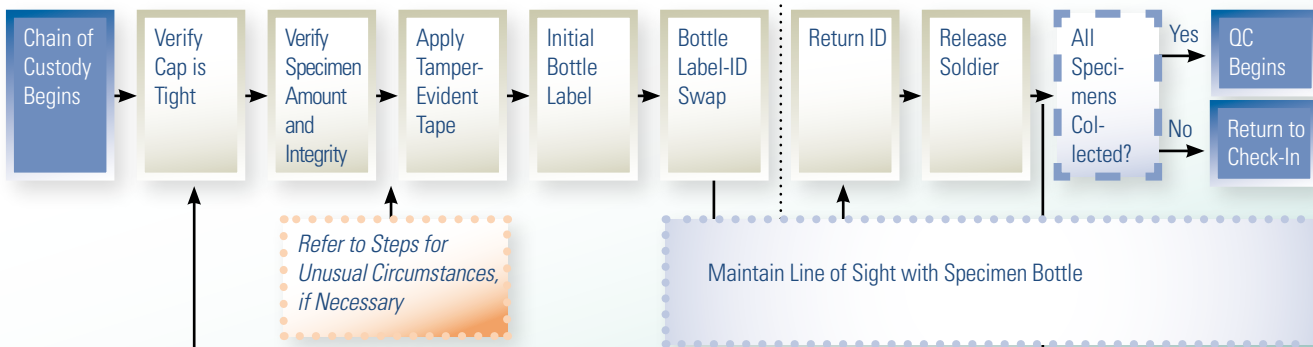 Chain of
Custody
Begins
Verify
Cap is
Tight
Verify
Specimen
Amount
and
Integrity
Apply
Tamper-
Evident
Tape
Initial
Bottle
Label
Bottle
Label-ID
Swap
Return ID
Release
Soldier
All
Speci-
mens
Col-
lected?
Yes
QC
Begins
No
Return to
Check-In
Refer to Steps for
Unusual Circumstances,
if Necessary
Maintain Line of Sight with Specimen Bottle